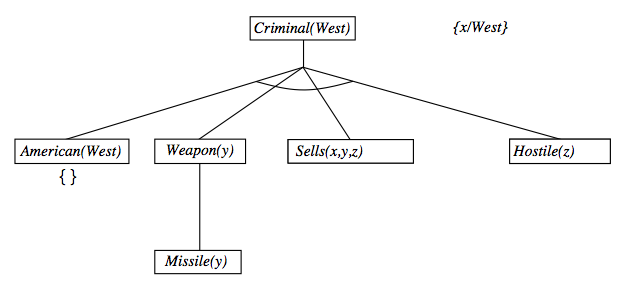 Criminal(West)
{x/West}
American(West)
Weapon(y)
Sells(x,y,z)
Hostile(z)
{ }
Missile(y)